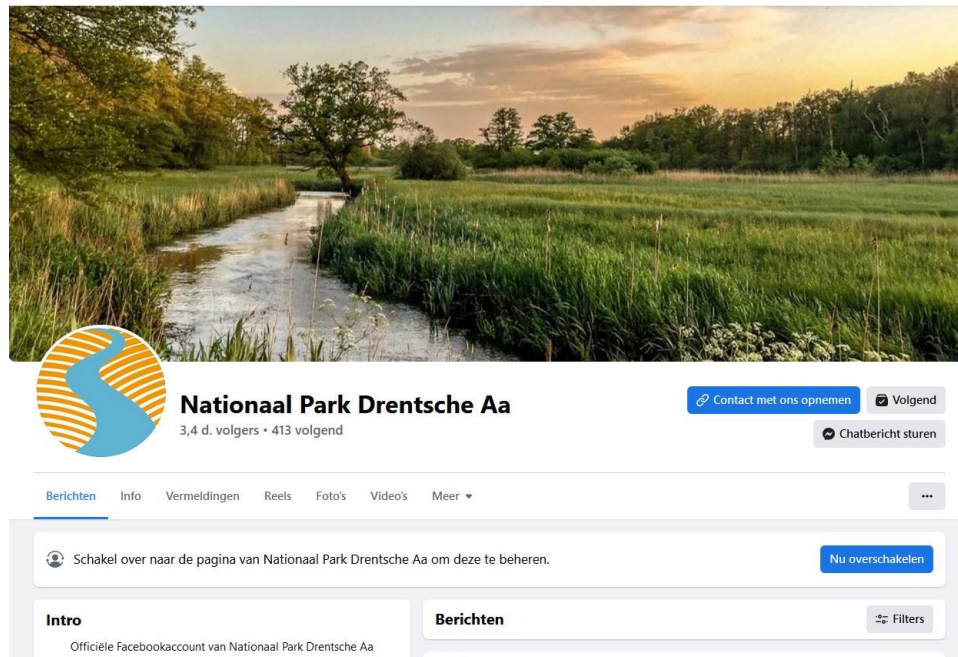 Nationaal Park Drentsche Aa
3,4 d. volgers • 413 volgend
Contact met ons opnemen
Volgend
Chatbericht sturen
Berichten Info Vermeldingen Reels Foto's Video's Meer
Schakel over naar de pagina van Nationaal Park Drentsche Aa om deze te beheren.
Nu overschakelen
Intro
Officiële Facebookaccount van Nationaal Park Drentsche Aa
Berichten
Filters